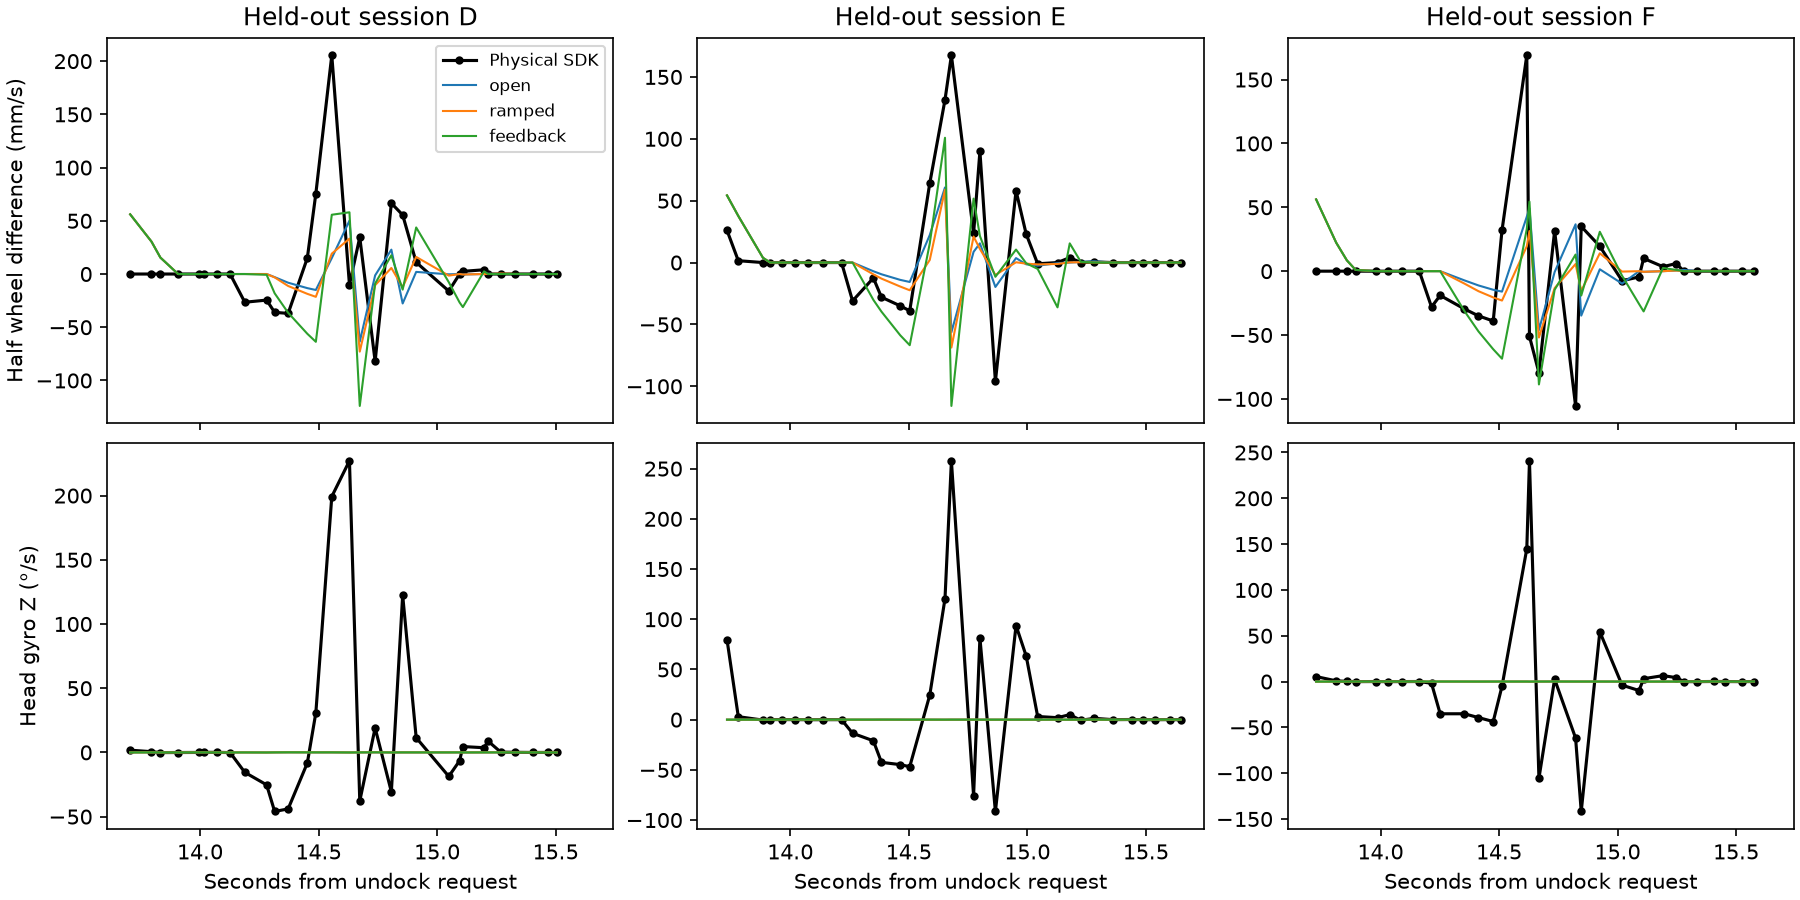 Held-out session D
Held-out session E
Held-out session F
Half wheel difference (mm/s)
200
150
100
50
0
−50
−100
Physical SDK
open
ramped
feedback
150
100
50
0
−50
−100
150
100
50
0
−50
−100
Head gyro Z (°/s)
200
150
100
50
0
−50
250
200
150
100
50
0
−50
−100
250
200
150
100
50
0
−50
−100
−150
14.0 14.5 15.0 15.5
14.0 14.5 15.0 15.5
14.0 14.5 15.0 15.5
Seconds from undock request
Seconds from undock request
Seconds from undock request